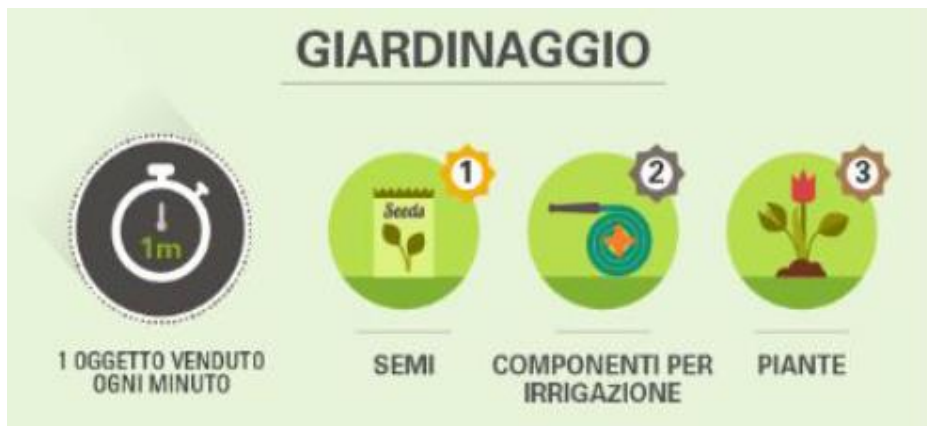 GIARDINAGGIO
1m
1 OGGETTO VENDUTO
OGNI MINUTO
Seeds
1
SEMI
2
COMPONENTI PER
IRRIGAZIONE
3
PIANTE